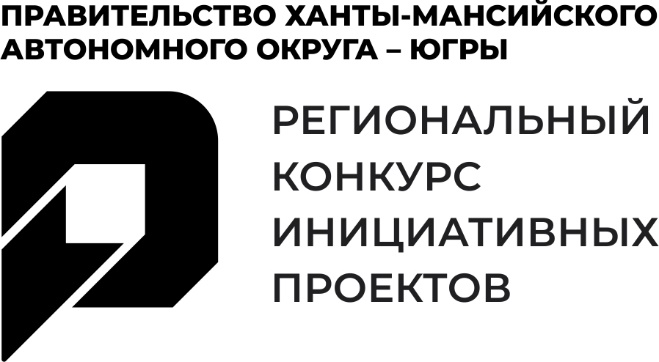 ПРАВИТЕЛЬСТВО ХАНТЫ-МАНСИЙСКОГО
АВТОНОМНОГО ОКРУГА – ЮГРЫ
РЕГИОНАЛЬНЫЙ
КОНКУРС
ИНИЦИАТИВНЫХ
ПРОЕКТОВ